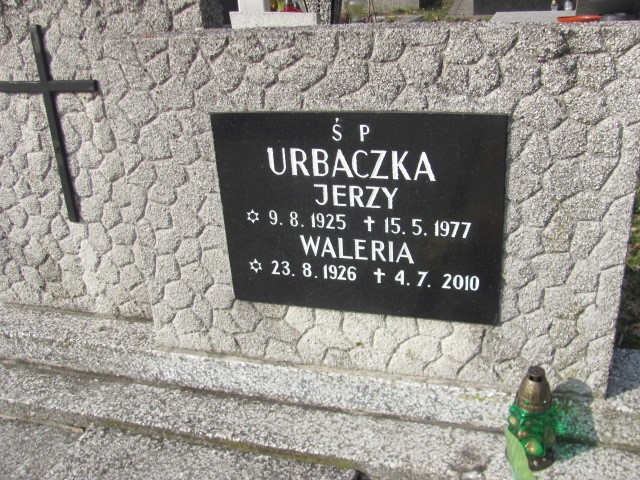 Ś P
URBACZKA
JERZY
✡ 9. 8. 1925 ✝ 15. 5. 1977
WALERIA
✡ 23. 8. 1926 ✝ 4. 7. 2010